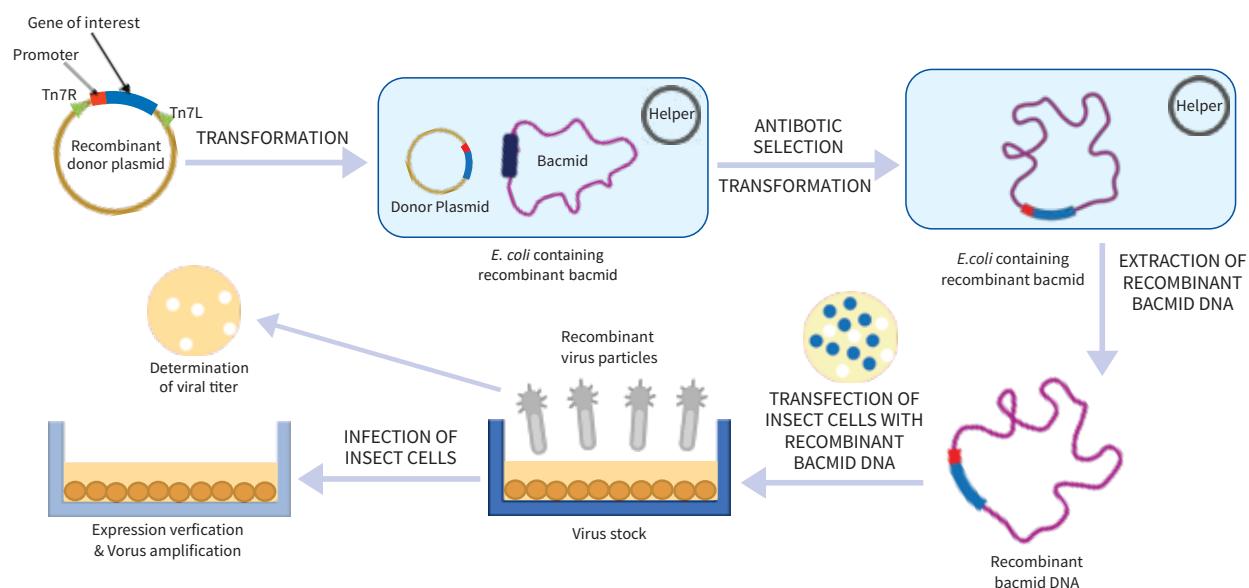 Gene of interest
Promoter
Tn7R
Tn7L
Recombinant
donor plasmid
TRANSFORMATION
Helper
Bacmid
Donor Plasmid
E. coli containing
recombinant bacmid
ANTIBOTIC
SELECTION
TRANSFORMATION
Helper
E.coli containing
recombinant bacmid
EXTRACTION OF
RECOMBINANT
BACMID DNA
Recombinant
bacmid DNA
TRANSFECTION OF
INSECT CELLS WITH
RECOMBINANT
BACMID DNA
Recombinant
virus particles
Virus stock
Determination
of viral titer
INFECTION OF
INSECT CELLS
Expression verfication
& Vorus amplification